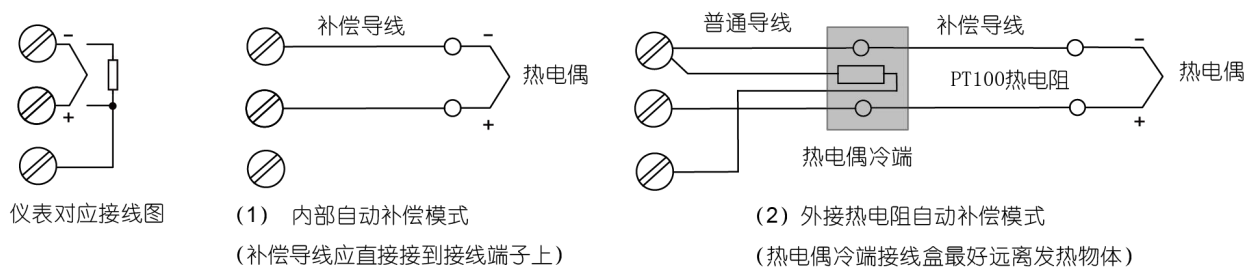 补偿导线
普通导线
补偿导线
-
-
-
热电偶
PT100热电阻
热电偶
+
+
+
热电偶冷端
仪表对应接线图
(1) 内部自动补偿模式
(补偿导线应直接接到接线端子上)
(2) 外接热电阻自动补偿模式
(热电偶冷端接线盒最好远离发热物体)